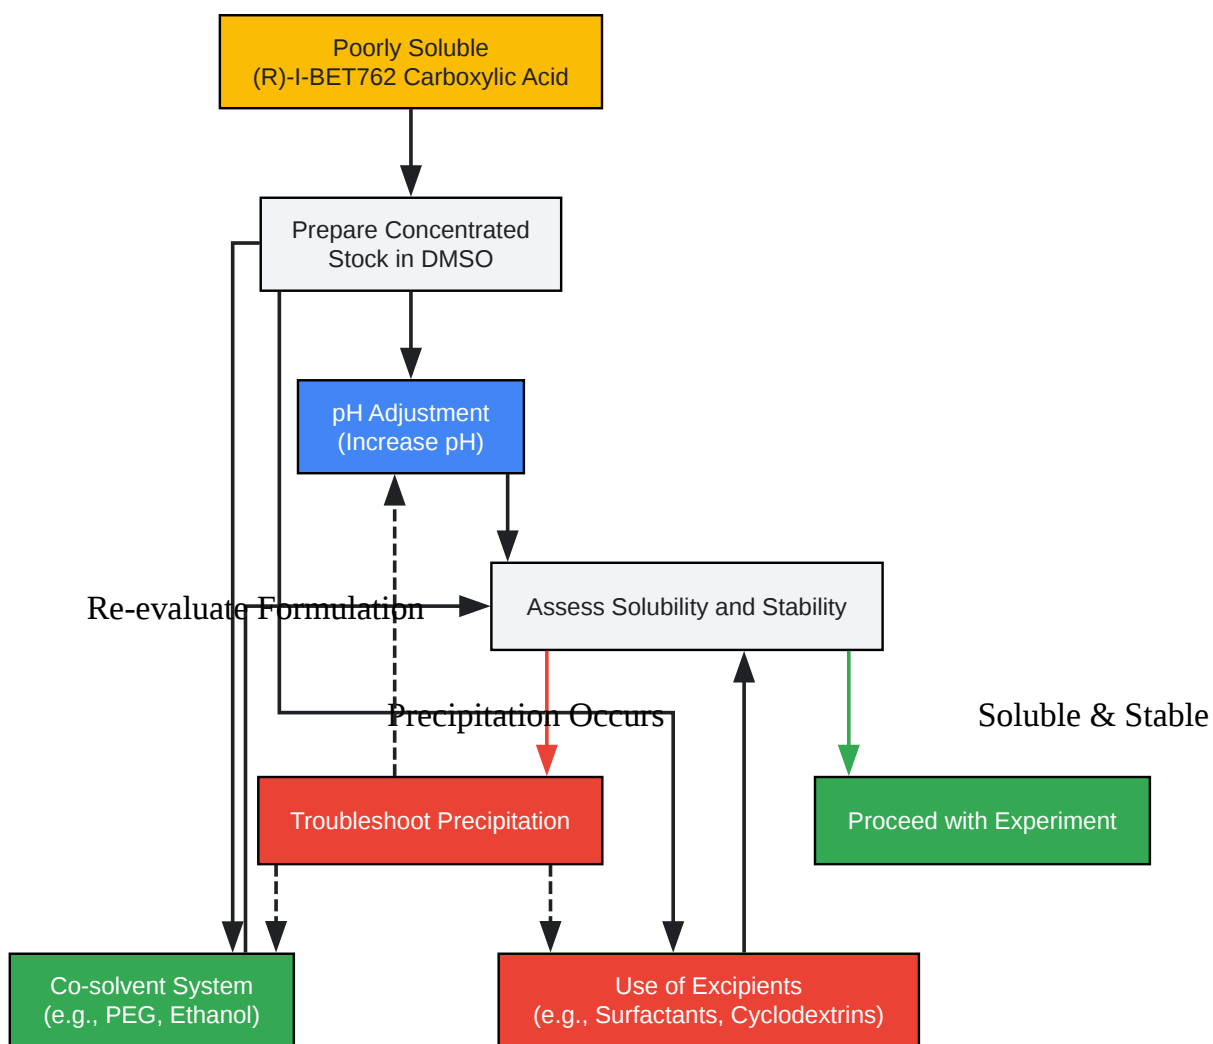 Poorly Soluble
(R)-I-BET762 Carboxylic Acid
Prepare Concentrated
Stock in DMSO
pH Adjustment
(Increase pH)
Re-evaluate Formulation
Assess Solubility and Stability
Precipitation Occurs
Soluble & Stable
Troubleshoot Precipitation
Proceed with Experiment
Co-solvent System
(e.g., PEG, Ethanol)
Use of Excipients
(e.g., Surfactants, Cyclodextrins)